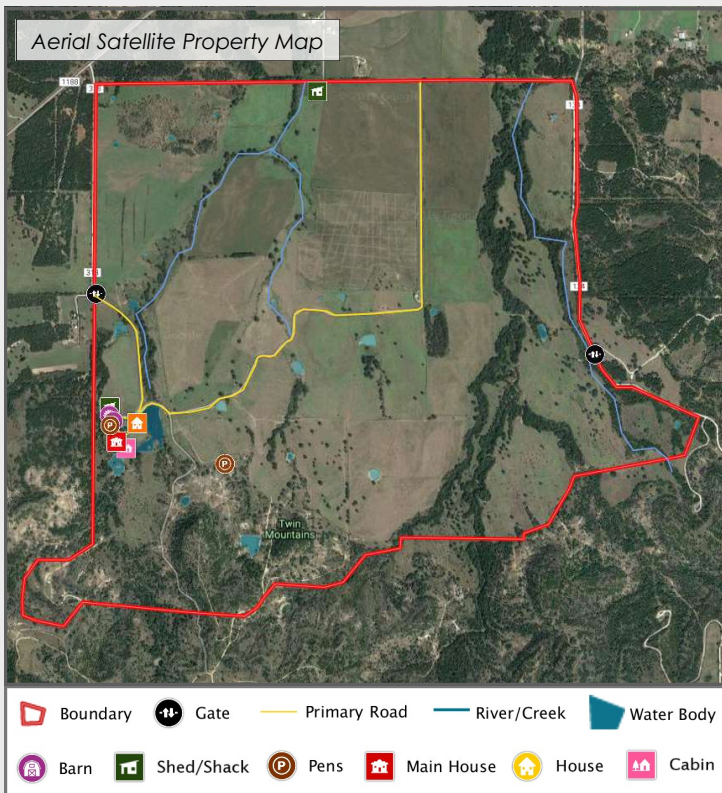 Aerial Satellite Property Map
1188
Twin
Mountains
Boundary
Gate
Primary Road
River/Creek
Water Body
Barn
Shed/Shack
P Pens
Main House
House
Cabin